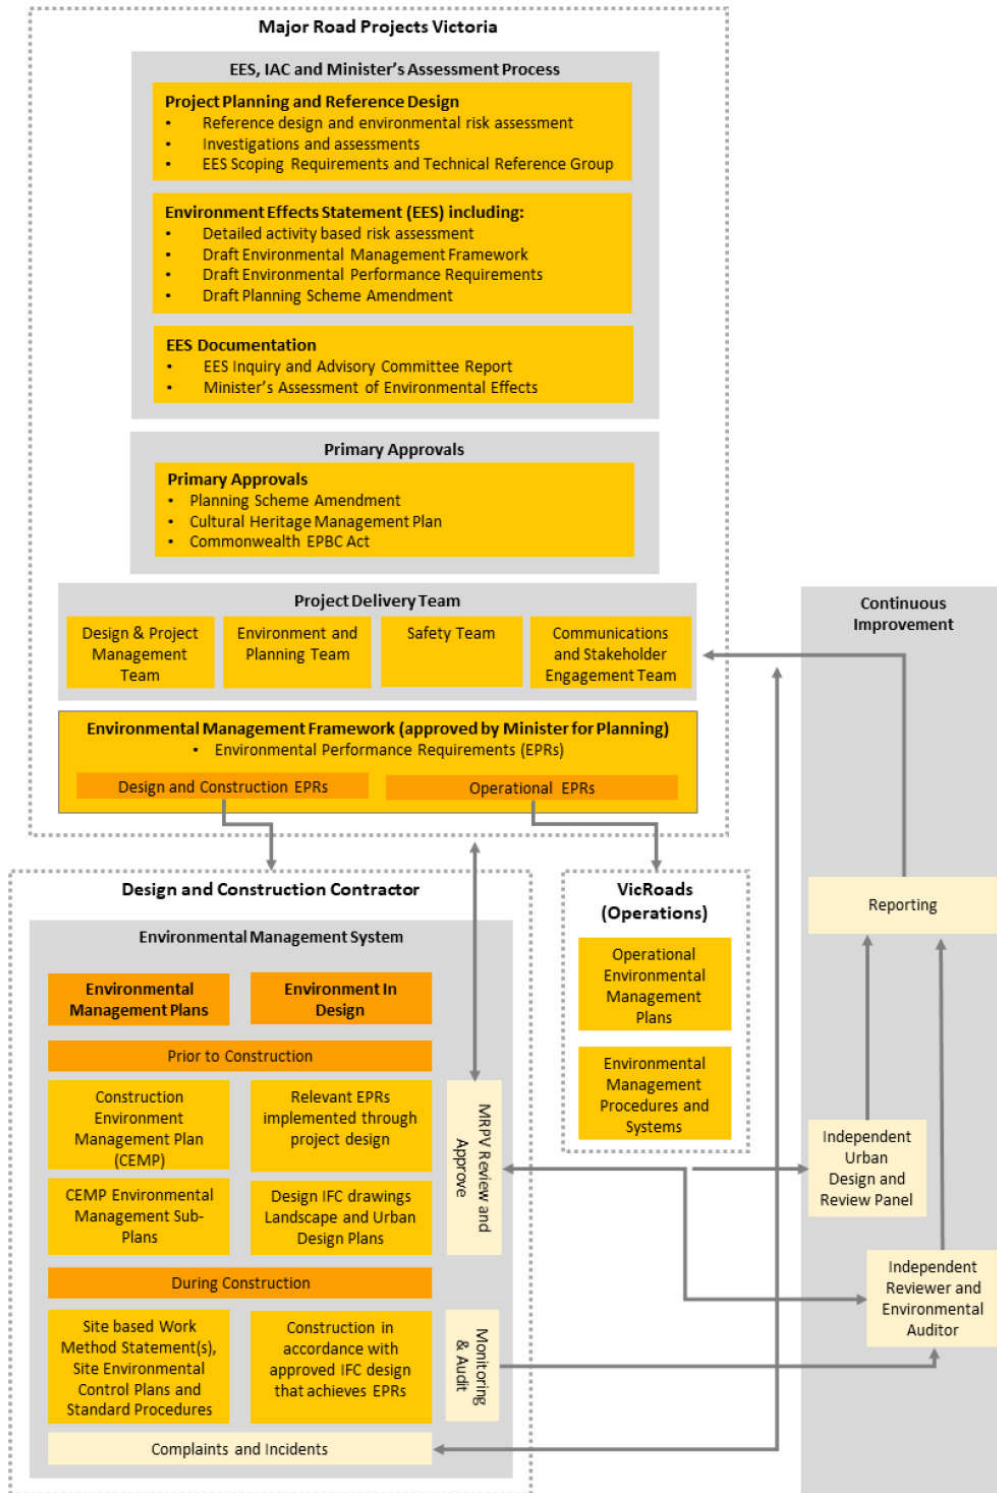 Major Road Projects Victoria
EES, IAC and Minister's Assessment Process
Project Planning and Reference Design
• Reference design and environmental risk assessment
• Investigations and assessments
• EES Scoping Requirements and Technical Reference Group
Environment Effects Statement (EES) including:
• Detailed activity based risk assessment
• Draft Environmental Management Framework
• Draft Environmental Performance Requirements
• Draft Planning Scheme Amendment
EES Documentation
• EES Inquiry and Advisory Committee Report
• Minister's Assessment of Environmental Effects
Primary Approvals
Primary Approvals
• Planning Scheme Amendment
• Cultural Heritage Management Plan
• Commonwealth EPBC Act
Project Delivery Team
Design & Project
Management
Team
Environment and
Planning Team
Safety Team
Communications
and Stakeholder
Engagement Team
Environmental Management Framework (approved by Minister for Planning)
• Environmental Performance Requirements (EPRs)
Design and Construction EPRs
Operational EPRs
Design and Construction Contractor
Environmental Management System
Environmental
Management Plans
Environment In
Design
Prior to Construction
Construction
Environment
Management Plan
(CEMP)
Relevant EPRs
implemented through
project design
CEMP Environmental
Management Sub-
Plans
Design IFC drawings
Landscape and Urban
Design Plans
MRPV Review and
Approve
During Construction
Site based Work
Method Statement(s),
Site Environmental
Control Plans and
Standard Procedures
Construction in
accordance with
approved IFC design
that achieves EPRs
Monitoring
& Audit
Complaints and Incidents
VicRoads
(Operations)
Operational
Environmental
Management
Plans
Environmental
Management
Procedures and
Systems
Continuous
Improvement
Reporting
Independent
Urban
Design and
Review Panel
Independent
Reviewer and
Environmental
Auditor